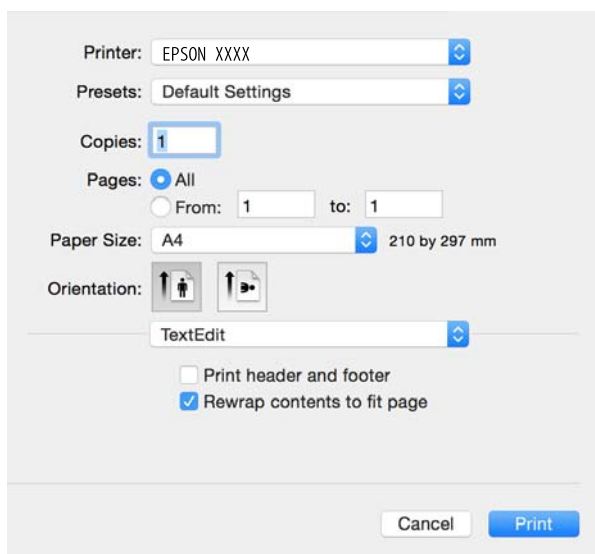 Printer: EPSON XXXX
Presets: Default Settings
Copies: 1
Pages: All
From: 1 to: 1
Paper Size: A4 210 by 297 mm
Orientation:
TextEdit
Print header and footer
Rewrap contents to fit page
Cancel Print